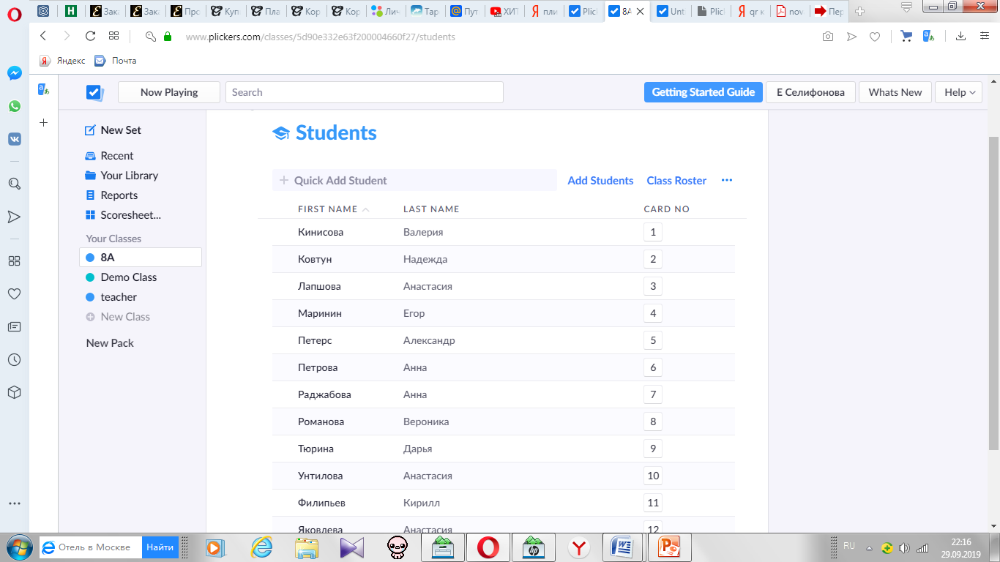 Зака
Зака
Про
Куп
Пла
Кор
Кор
Лич
Тар
Пут
ХИТ
пли
Plick
8А
Unt
Plic
qr к
nov
Пер
www.plickers.com/classes/5d90e332e63f200004660f27/students
Яндекс Почта
Now Playing Search Getting Started Guide Е Селифонова Whats New Help
New Set
Recent
Your Library
Reports
Scoresheet...
Your Classes
8A
Demo Class
teacher
New Class
New Pack
Students
Quick Add Student Add Students Class Roster
FIRST NAME LAST NAME CARD NO
Кинисова Валерия 1
Ковтун Надежда 2
Лапшова Анастасия 3
Маринин Егор 4
Петерс Александр 5
Петрова Анна 6
Раджабова Анна 7
Романова Вероника 8
Тюрина Дарья 9
Унтилова Анастасия 10
Филипьев Кирилл 11
Яковлева Анастасия 12
Отель в Москве Найти
RU
22:16
29.09.2019